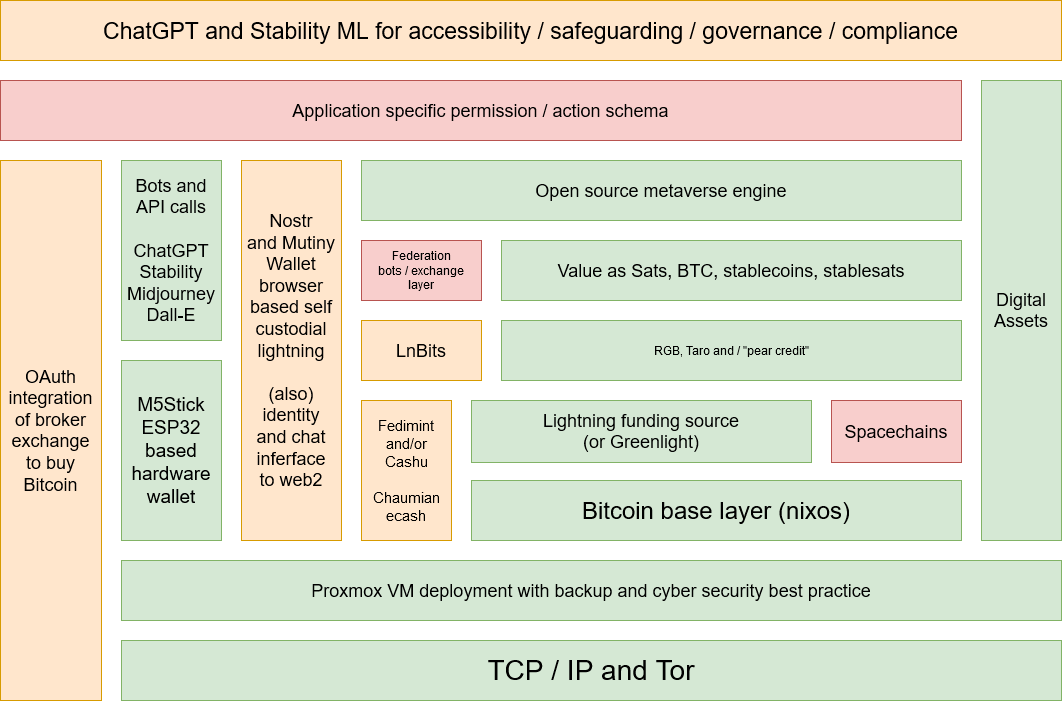 ChatGPT and Stability ML for accessibility / safeguarding / governance / compliance
Application specific permission / action schema
OAuth
integration
of broker
exchange
to buy
Bitcoin
Bots and
API calls
ChatGPT
Stability
Midjourney
Dall-E
M5Stick
ESP32
based
hardware
wallet
Nostr
and Mutiny
Wallet
browser
based self
custodial
lightning
(also)
identity
and chat
inferface
to web2
Open source metaverse engine
Federation
bots / exchange
layer
Value as Sats, BTC, stablecoins, stablesats
LnBits
RGB, Taro and / "pear credit"
Fedimint
and/or
Cashu
Chaumian
ecash
Lightning funding source
(or Greenlight)
Spacechains
Bitcoin base layer (nixos)
Digital
Assets
Proxmox VM deployment with backup and cyber security best practice
TCP / IP and Tor